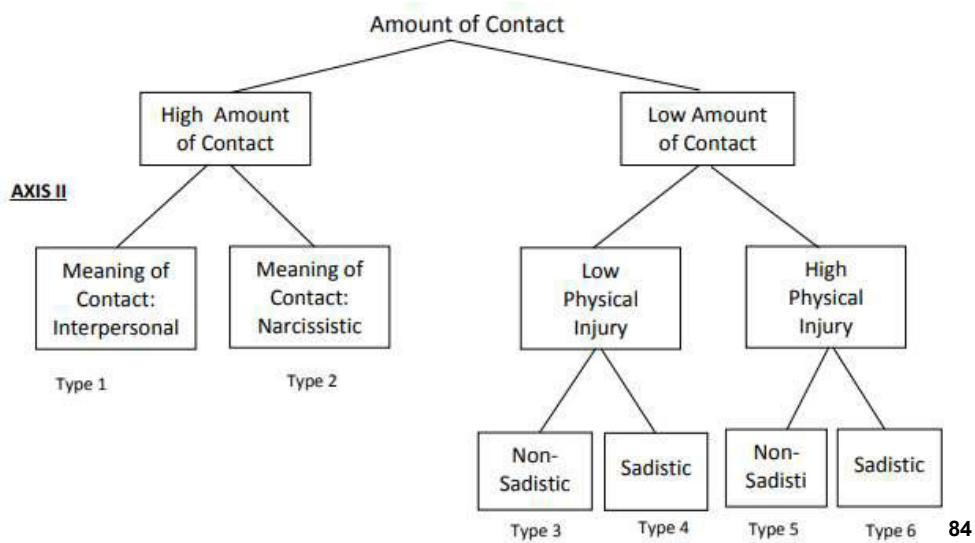 Amount of Contact
High Amount
of Contact
Low Amount
of Contact
AXIS II
Meaning of
Contact:
Interpersonal
Meaning of
Contact:
Narcissistic
Low
Physical
Injury
High
Physical
Injury
Type 1
Type 2
Non-
Sadistic
Sadistic
Non-
Sadisti
Sadistic
Type 3
Type 4
Type 5
Type 6
84